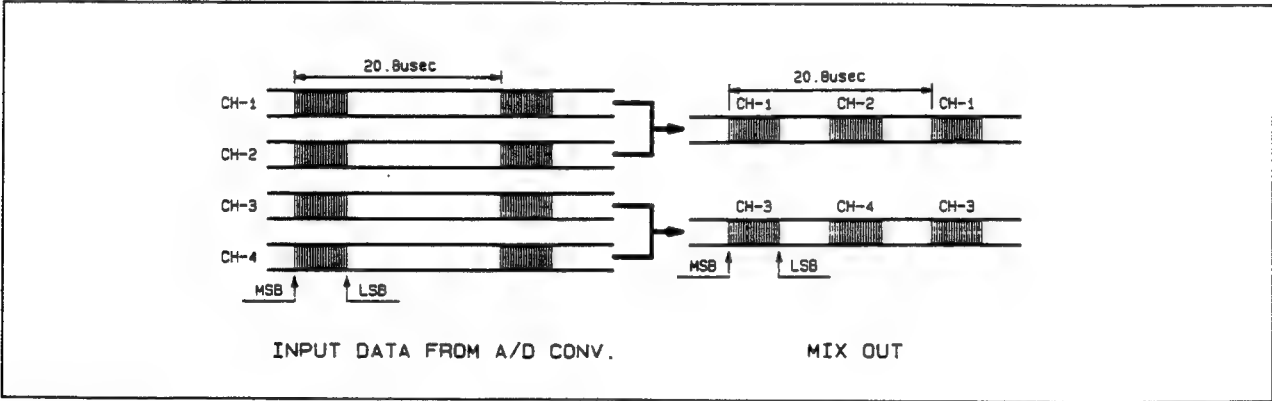 20.8usec
CH-1
CH-2
CH-3
CH-4
MSB
LSB
INPUT DATA FROM A/D CONV.
20.8usec
CH-1 CH-2 CH-1
CH-3 CH-4 CH-3
MSB
LSB
MIX OUT